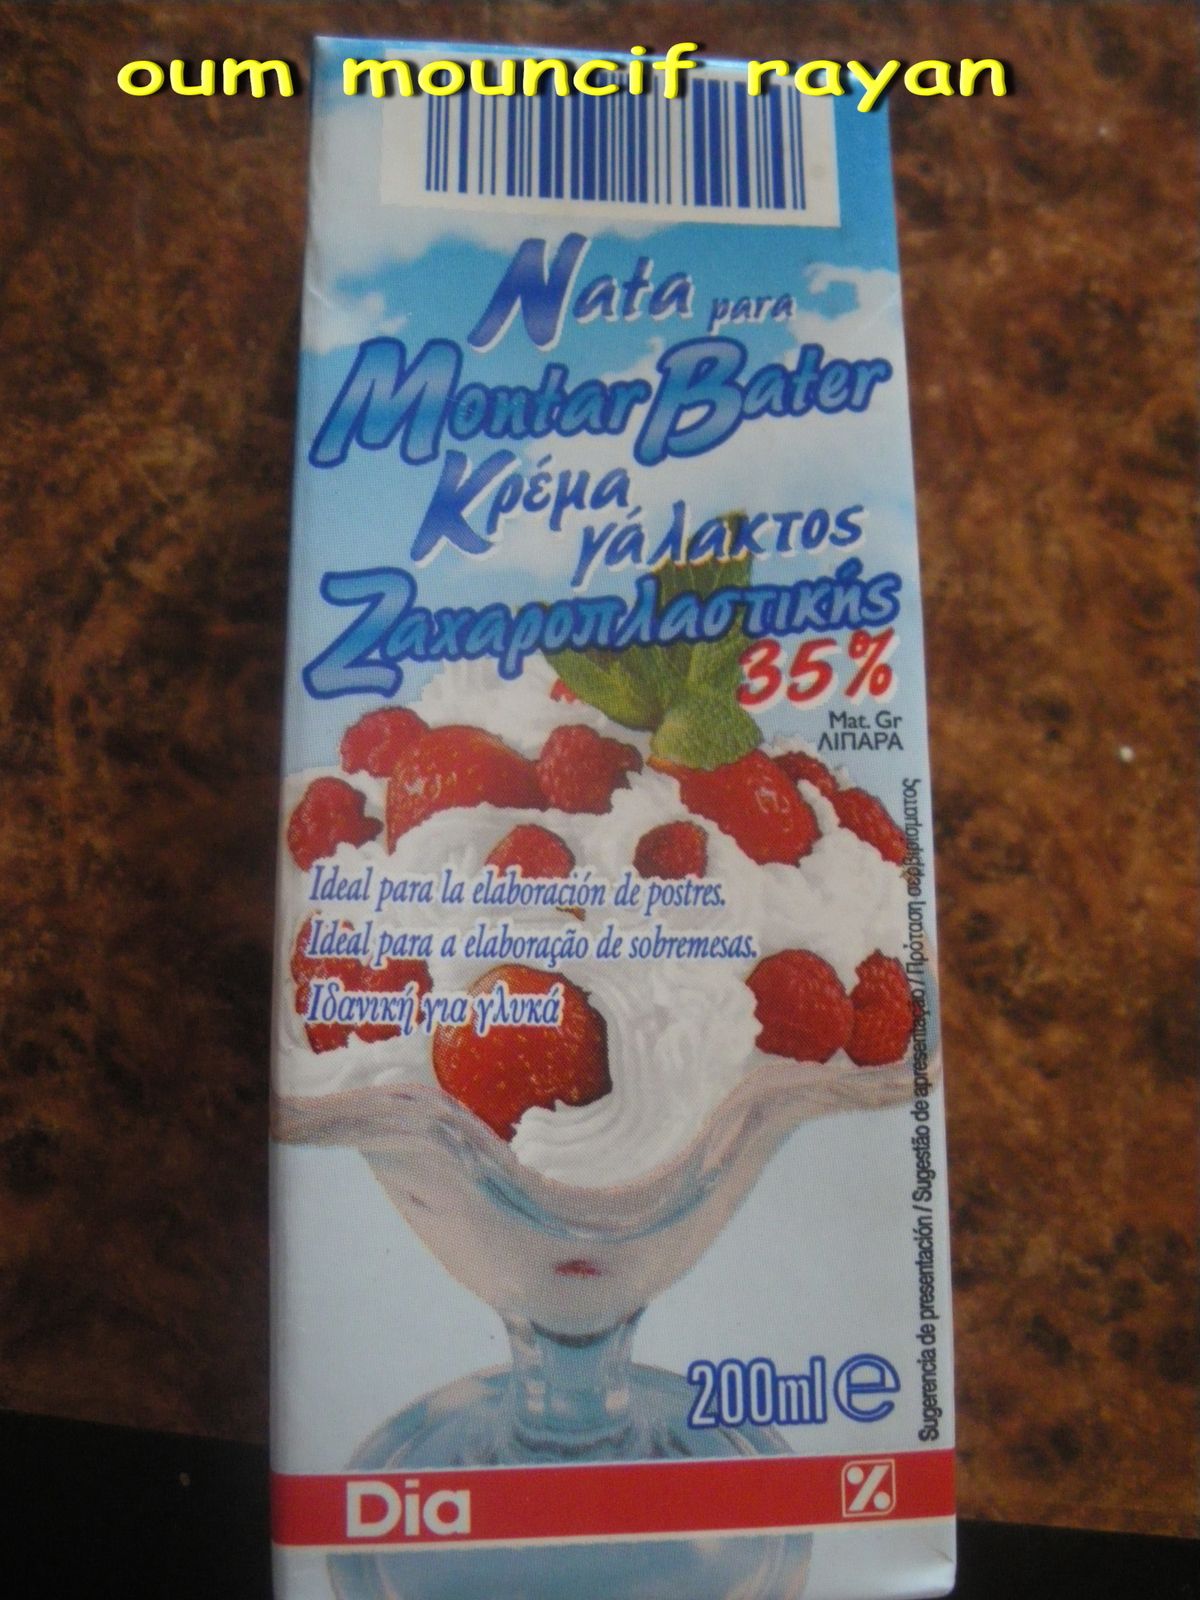 oum mouncif rayan
Nata para
Montar Bater
Κρέμα
γάλακτος
Ζαχαροπλαστικής
35%
Mat. Gr
ΛΙΠΑΡΑ
Ideal para la elaboración de postres.
Ideal para a elaboração de sobremesas.
Ιδανική για γλυκά
Sugerencia de presentación / Sugestão de apresentação / Πρόταση σερβιρίσματος
200ml e
Dia %